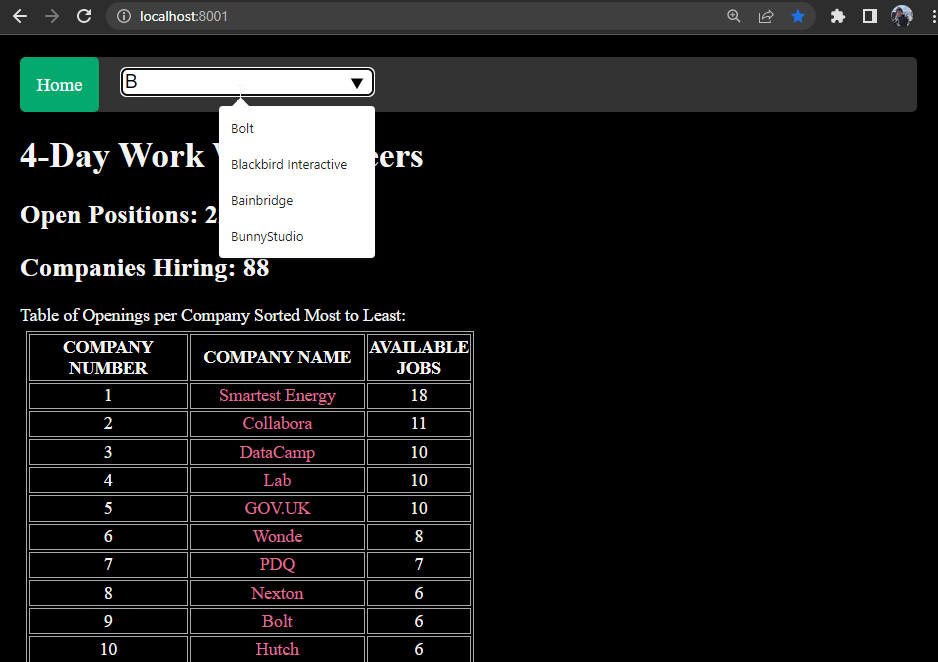 localhost:8001
Home
B
Bolt
Blackbird Interactive
Bainbridge
BunnyStudio
4-Day Work
eers
Open Positions: 2
Companies Hiring: 88
Table of Openings per Company Sorted Most to Least:
COMPANY NUMBER COMPANY NAME AVAILABLE JOBS
1 Smartest Energy 18
2 Collabora 11
3 DataCamp 10
4 Lab 10
5 GOV.UK 10
6 Wonde 8
7 PDQ 7
8 Nexton 6
9 Bolt 6
10 Hutch 6